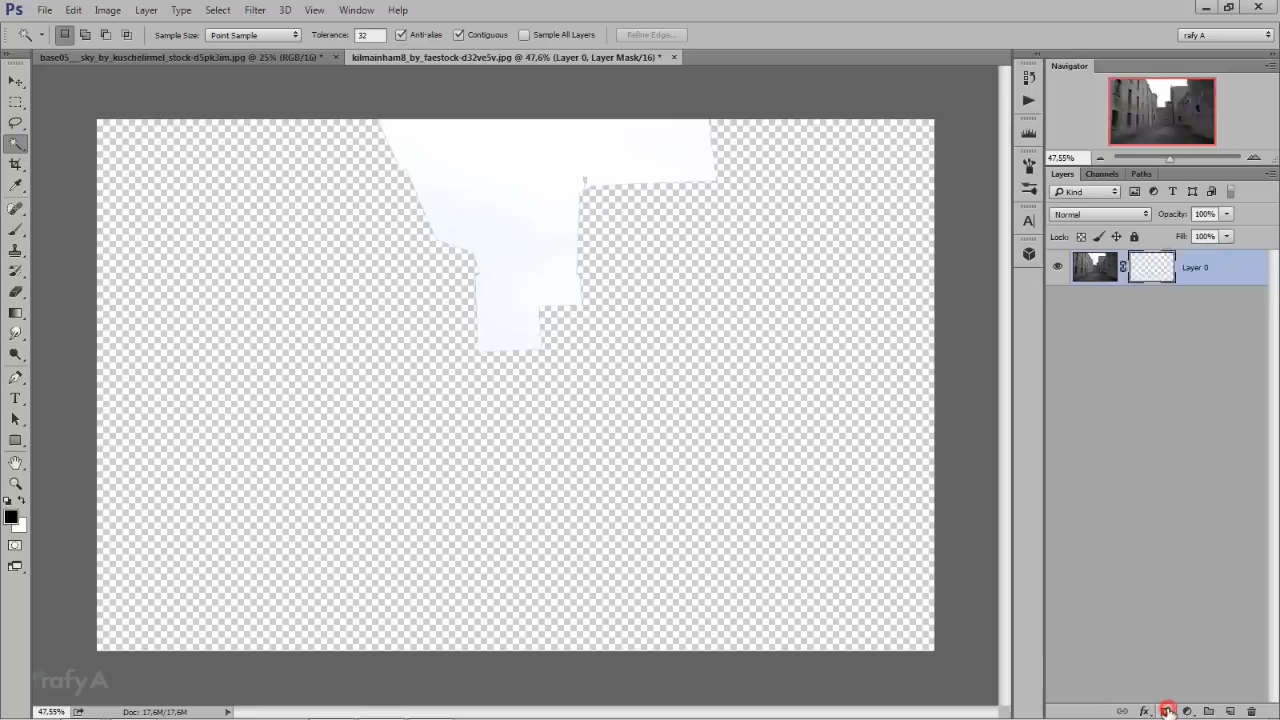 Ps File Edit Image Layer Type Select Filter 3D View Window Help
Sample Size: Point Sample Tolerance: 32 Anti-alias Contiguous Sample All Layers Refine Edge... rafy A
base05___sky_by_kuschelirmel_stock-d5pk3im.jpg @ 25% (RGB/16) * × kilmainham8_by_faestock-d32ve5v.jpg @ 47,6% (Layer 0, Layer Mask/16) * ×
Navigator
47,55%
Layers Channels Paths
Kind
Normal Opacity: 100%
Lock: Fill: 100%
Layer 0
rafy A
47,55% Doc: 17,6M/17,6M
fx